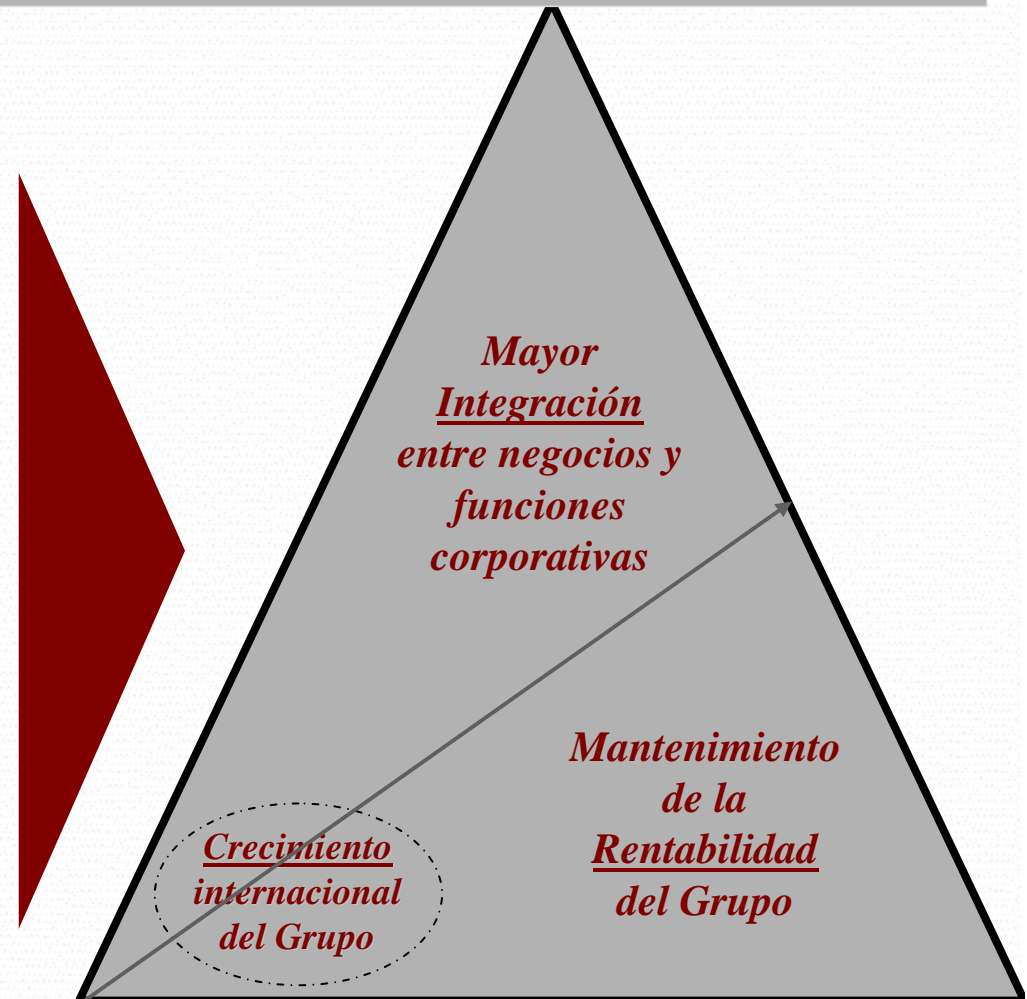 Mayor
Integración
entre negocios y
funciones
corporativas
Mantenimiento
de la
Rentabilidad
del Grupo
Crecimiento
internacional
del Grupo